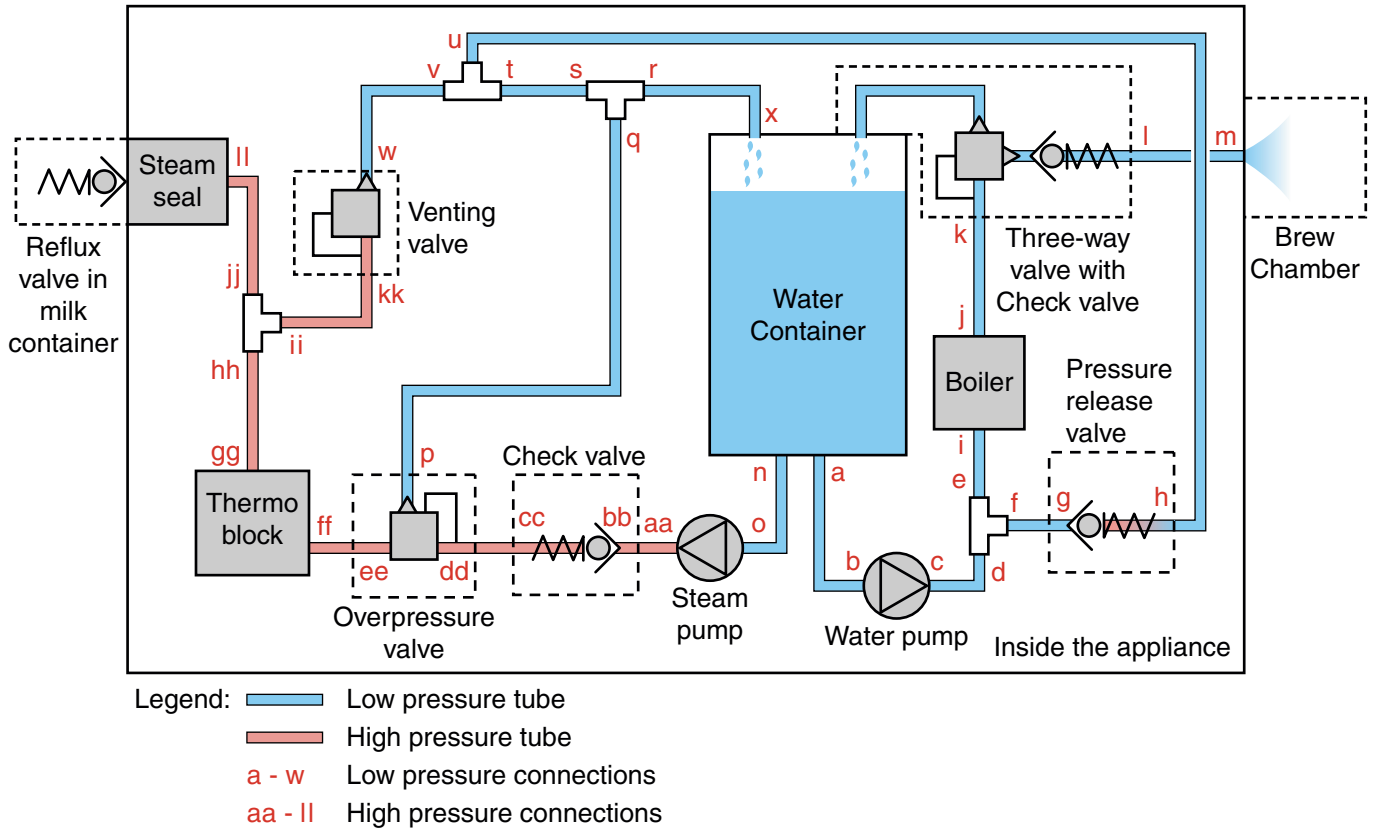 u
v
t
s
r
x
q
w
ll
Steam
seal
Venting
valve
Reflux
valve in
milk
container
jj
kk
ii
hh
gg
Thermo
block
ff
p
ee
dd
Overpressure
valve
Check valve
cc
bb
aa
Steam
pump
o
n
a
Water
Container
b
c
Water pump
d
e
f
i
Boiler
j
k
Three-way
valve with
Check valve
l
m
Brew
Chamber
Pressure
release
valve
g
h
Inside the appliance
Legend:
Low pressure tube
High pressure tube
a - w Low pressure connections
aa - ll High pressure connections